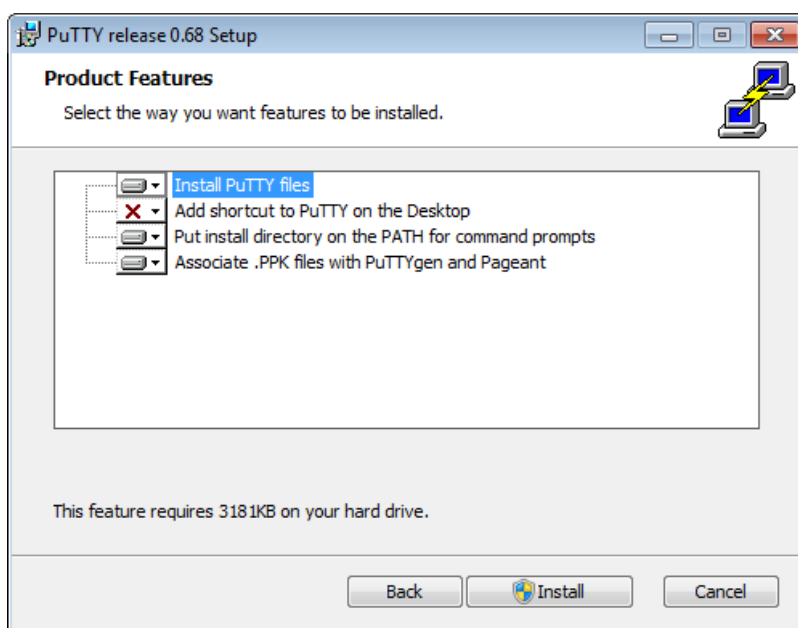 PuTTY release 0.68 Setup
Product Features
Select the way you want features to be installed.
Install PuTTY files
Add shortcut to PuTTY on the Desktop
Put install directory on the PATH for command prompts
Associate .PPK files with PuTTYgen and Pageant
This feature requires 3181KB on your hard drive.
Back Install Cancel